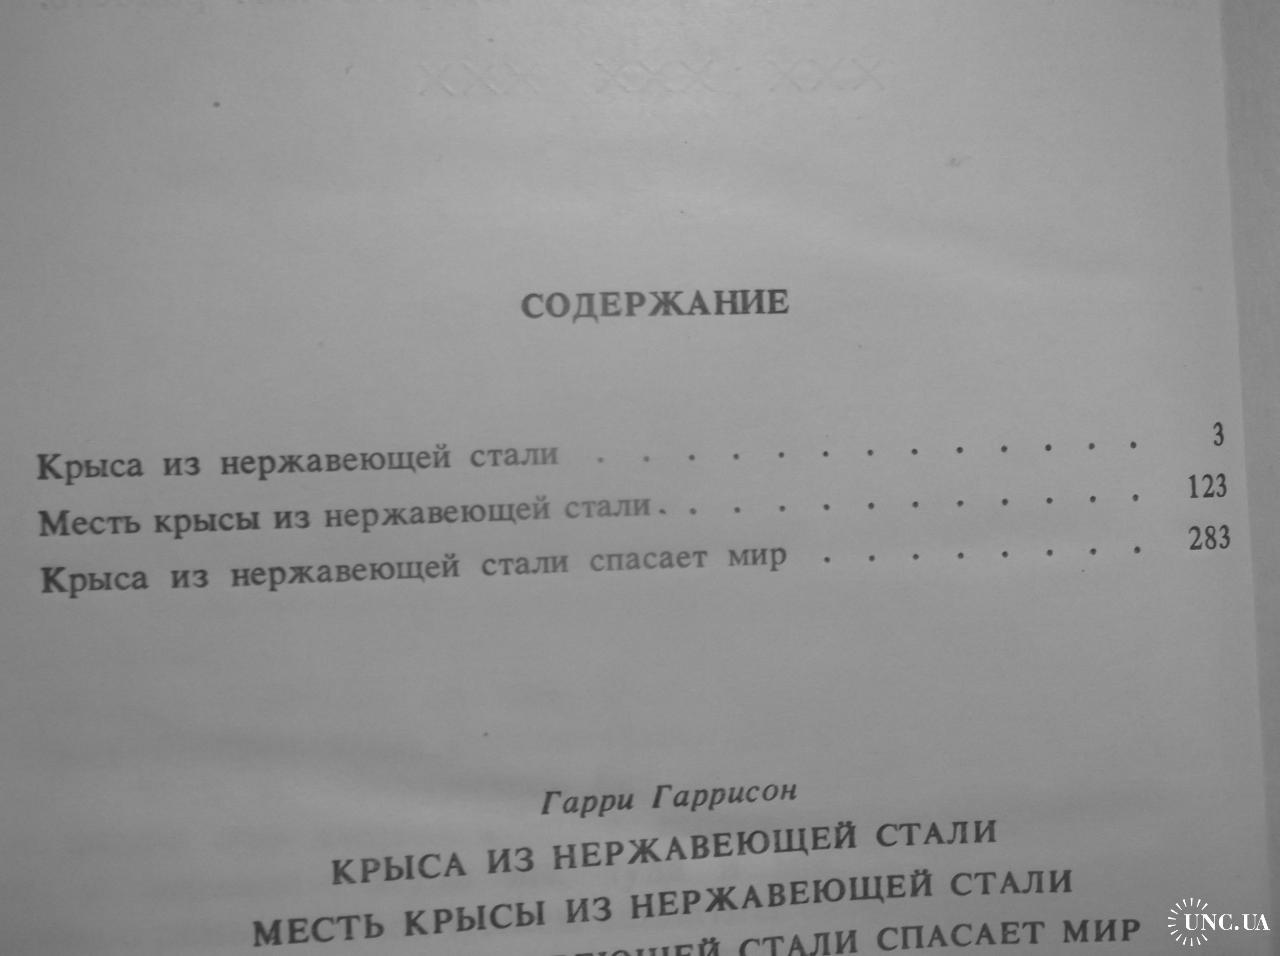 СОДЕРЖАНИЕ
Крыса из нержавеющей стали . . . . . . . . . . . . . 3
Месть крысы из нержавеющей стали . . . . . . . . . . . . 123
Крыса из нержавеющей стали спасает мир . . . . . . . . 283
Гарри Гаррисон
КРЫСА ИЗ НЕРЖАВЕЮЩЕЙ СТАЛИ
МЕСТЬ КРЫСЫ ИЗ НЕРЖАВЕЮЩЕЙ СТАЛИ
СТАЛИ СПАСАЕТ МИР
UNC.UA